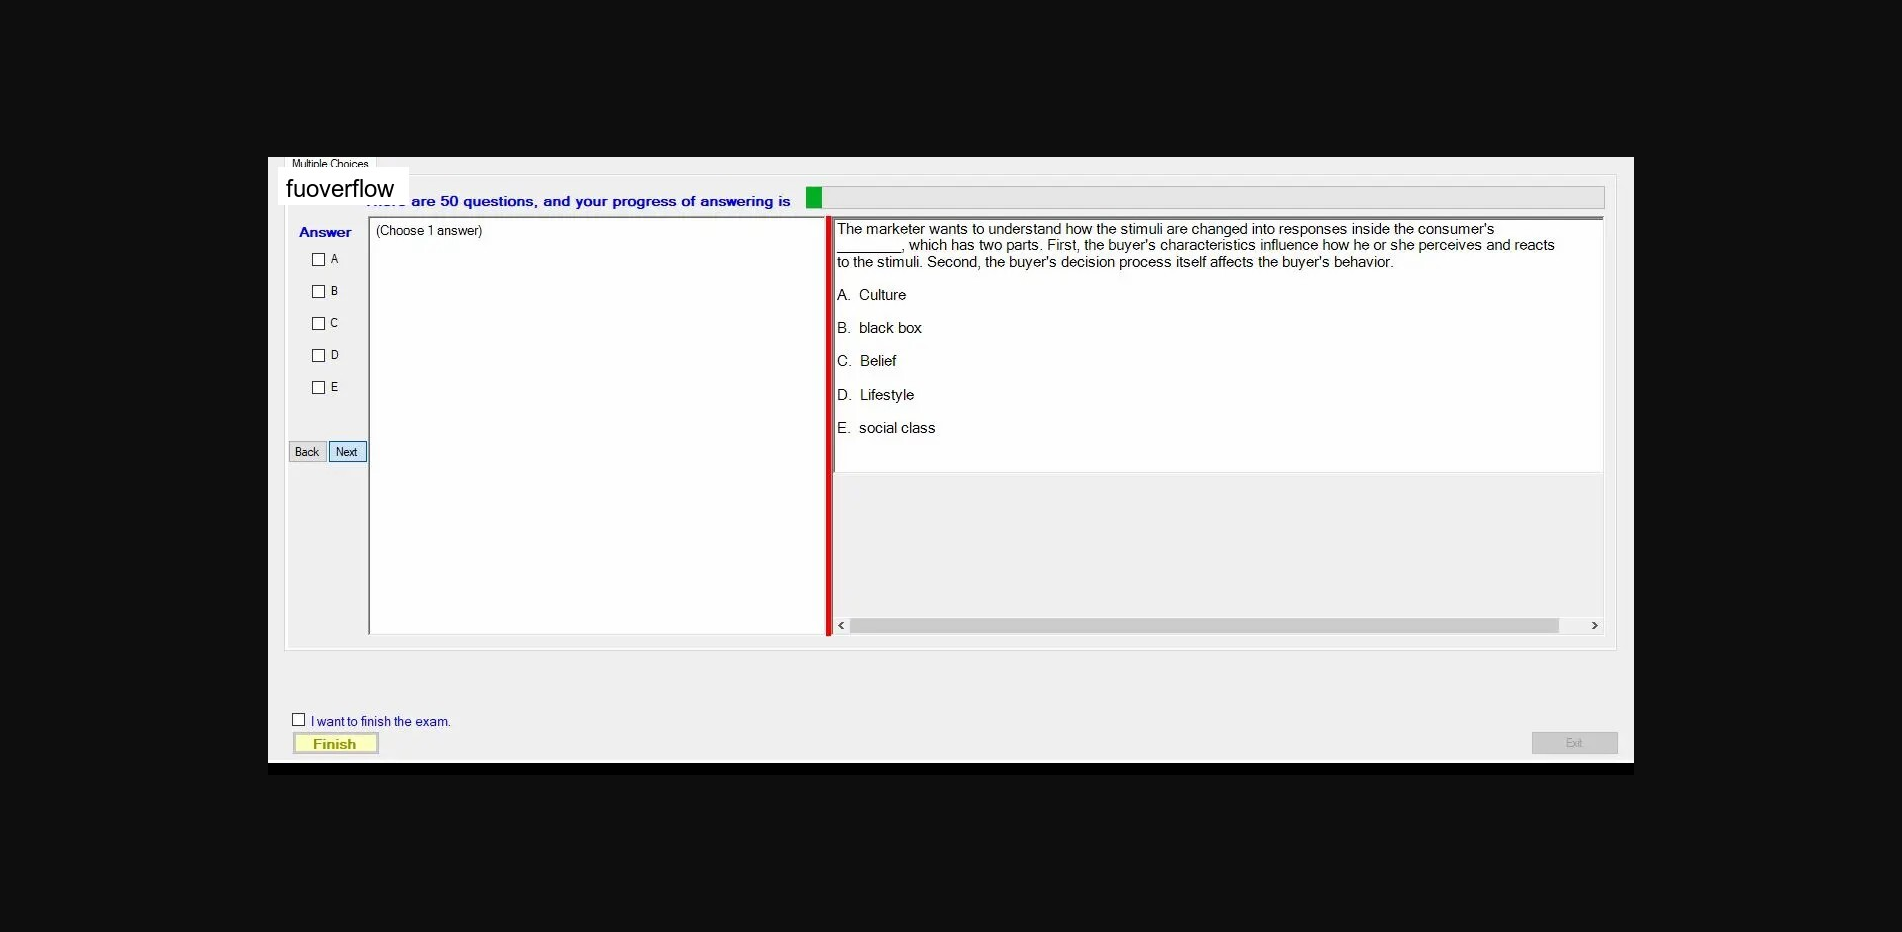 Multiple Choices
fuoverflow
are 50 questions, and your progress of answering is
Answer
(Choose 1 answer)
A
B
C
D
E
Back Next
The marketer wants to understand how the stimuli are changed into responses inside the consumer's
________, which has two parts. First, the buyer's characteristics influence how he or she perceives and reacts
to the stimuli. Second, the buyer's decision process itself affects the buyer's behavior.
A. Culture
B. black box
C. Belief
D. Lifestyle
E. social class
I want to finish the exam.
Finish
Exit